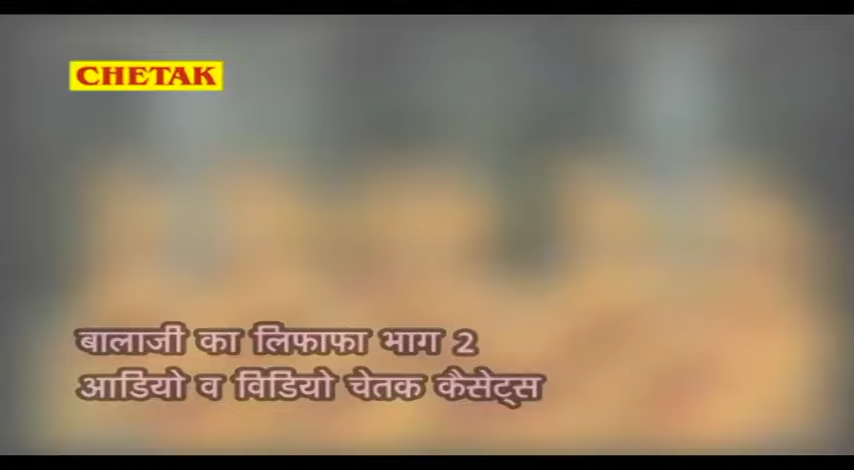 CHETAK
बालाजी का लिफाफा भाग 2
आडियो व विडियो चेतक कैसेट्स